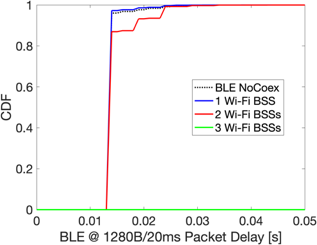 1
0.8
0.6
0.4
0.2
0
CDF
BLE NoCoex
1 Wi-Fi BSS
2 Wi-Fi BSSs
3 Wi-Fi BSSs
0 0.01 0.02 0.03 0.04 0.05
BLE @ 1280B/20ms Packet Delay [s]